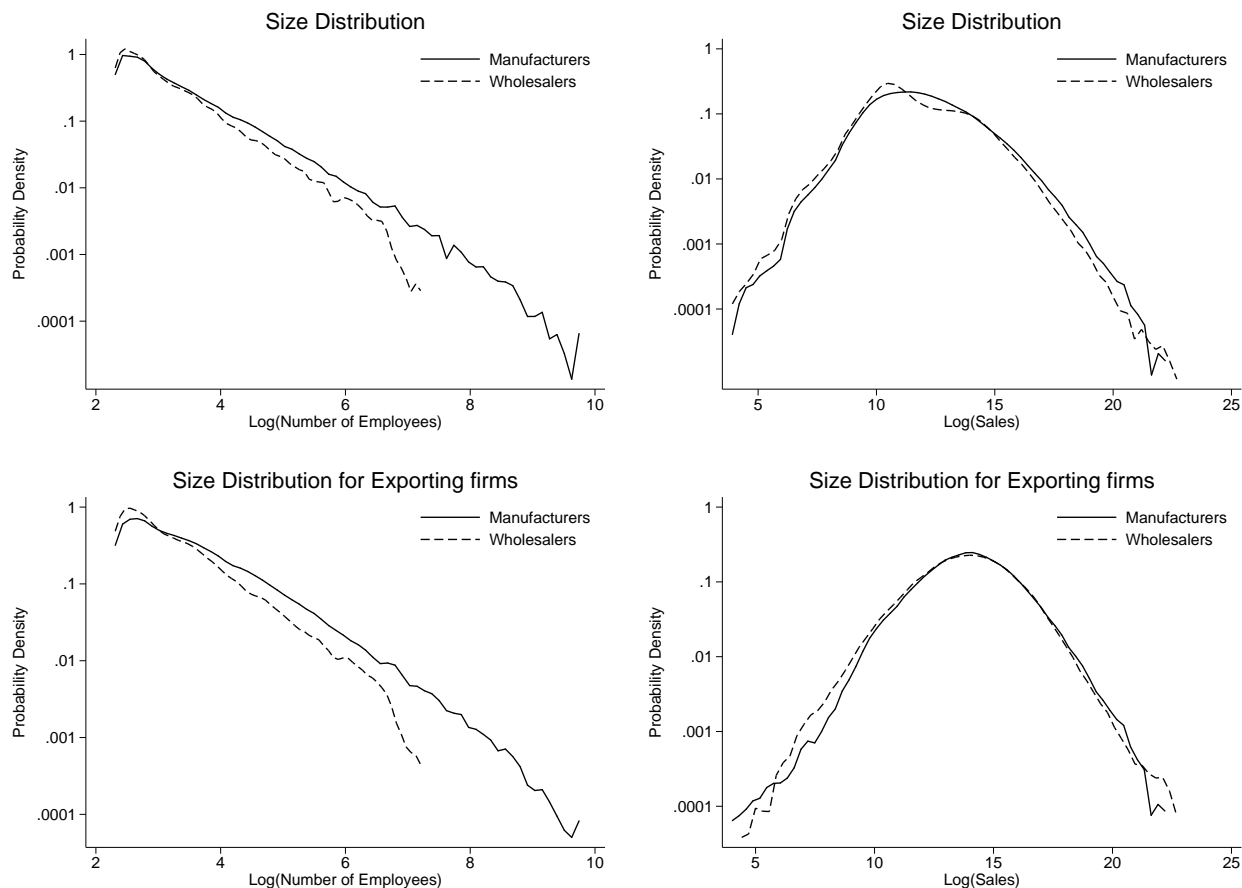 Size Distribution
Manufacturers
Wholesalers
Probability Density
1
.1
.01
.001
.0001
2
4
6
8
10
Log(Number of Employees)
Size Distribution
Manufacturers
Wholesalers
Probability Density
1
.1
.01
.001
.0001
5
10
15
20
25
Log(Sales)
Size Distribution for Exporting firms
Manufacturers
Wholesalers
Probability Density
1
.1
.01
.001
.0001
2
4
6
8
10
Log(Number of Employees)
Size Distribution for Exporting firms
Manufacturers
Wholesalers
Probability Density
1
.1
.01
.001
.0001
5
10
15
20
25
Log(Sales)